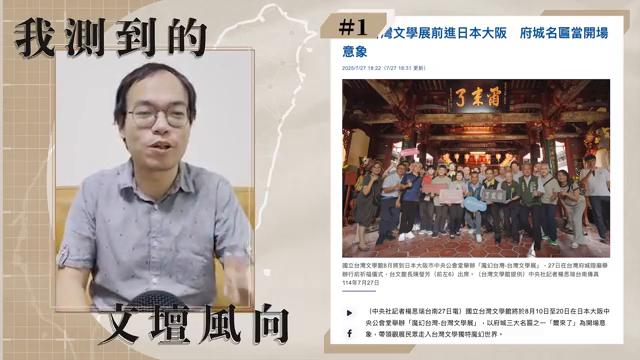 我測到的
文壇風向
#1
台灣文學展前進日本大阪 府城名匾當開場
意象
2025/7/27 18:22(7/27 18:31 更新)
爾來了
國立台灣文學館8月將到日本大阪市中央公會堂舉辦「魔幻台灣-台灣文學展」,27日在台灣府城隍廟舉
辦行前祈福儀式,台文館長陳瑩芳(前左6)出席。(台灣文學館提供)中央社記者楊思瑞台南傳真
114年7月27日
(中央社記者楊思瑞台南27日電)國立台灣文學館將於8月10日至20日在日本大阪中
央公會堂舉辦「魔幻台灣-台灣文學展」,以府城三大名匾之一「爾來了」為開場意
象,帶領觀展民眾走入台灣文學獨特魔幻世界。